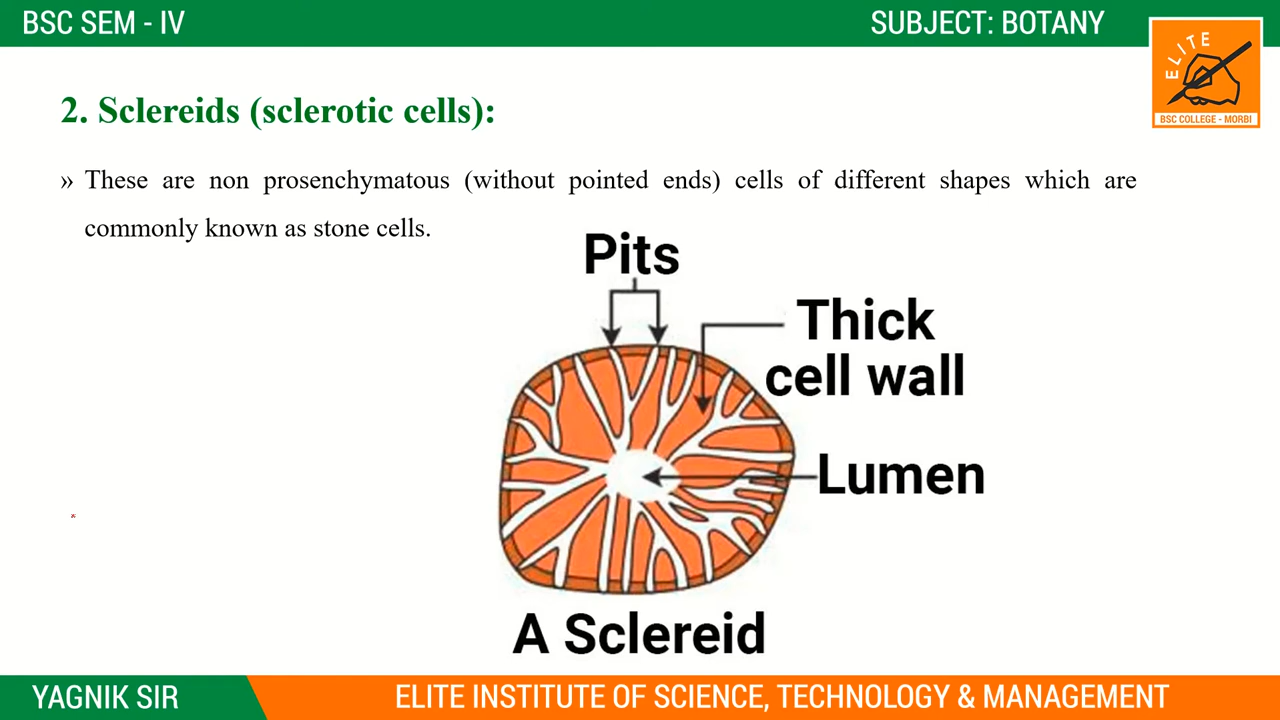 BSC SEM - IV
SUBJECT: BOTANY
ELITE
BSC COLLEGE - MORBI
2. Sclereids (sclerotic cells):
» These are non prosenchymatous (without pointed ends) cells of different shapes which are
commonly known as stone cells.
Pits
Thick
cell wall
Lumen
A Sclereid
YAGNIK SIR
ELITE INSTITUTE OF SCIENCE, TECHNOLOGY & MANAGEMENT